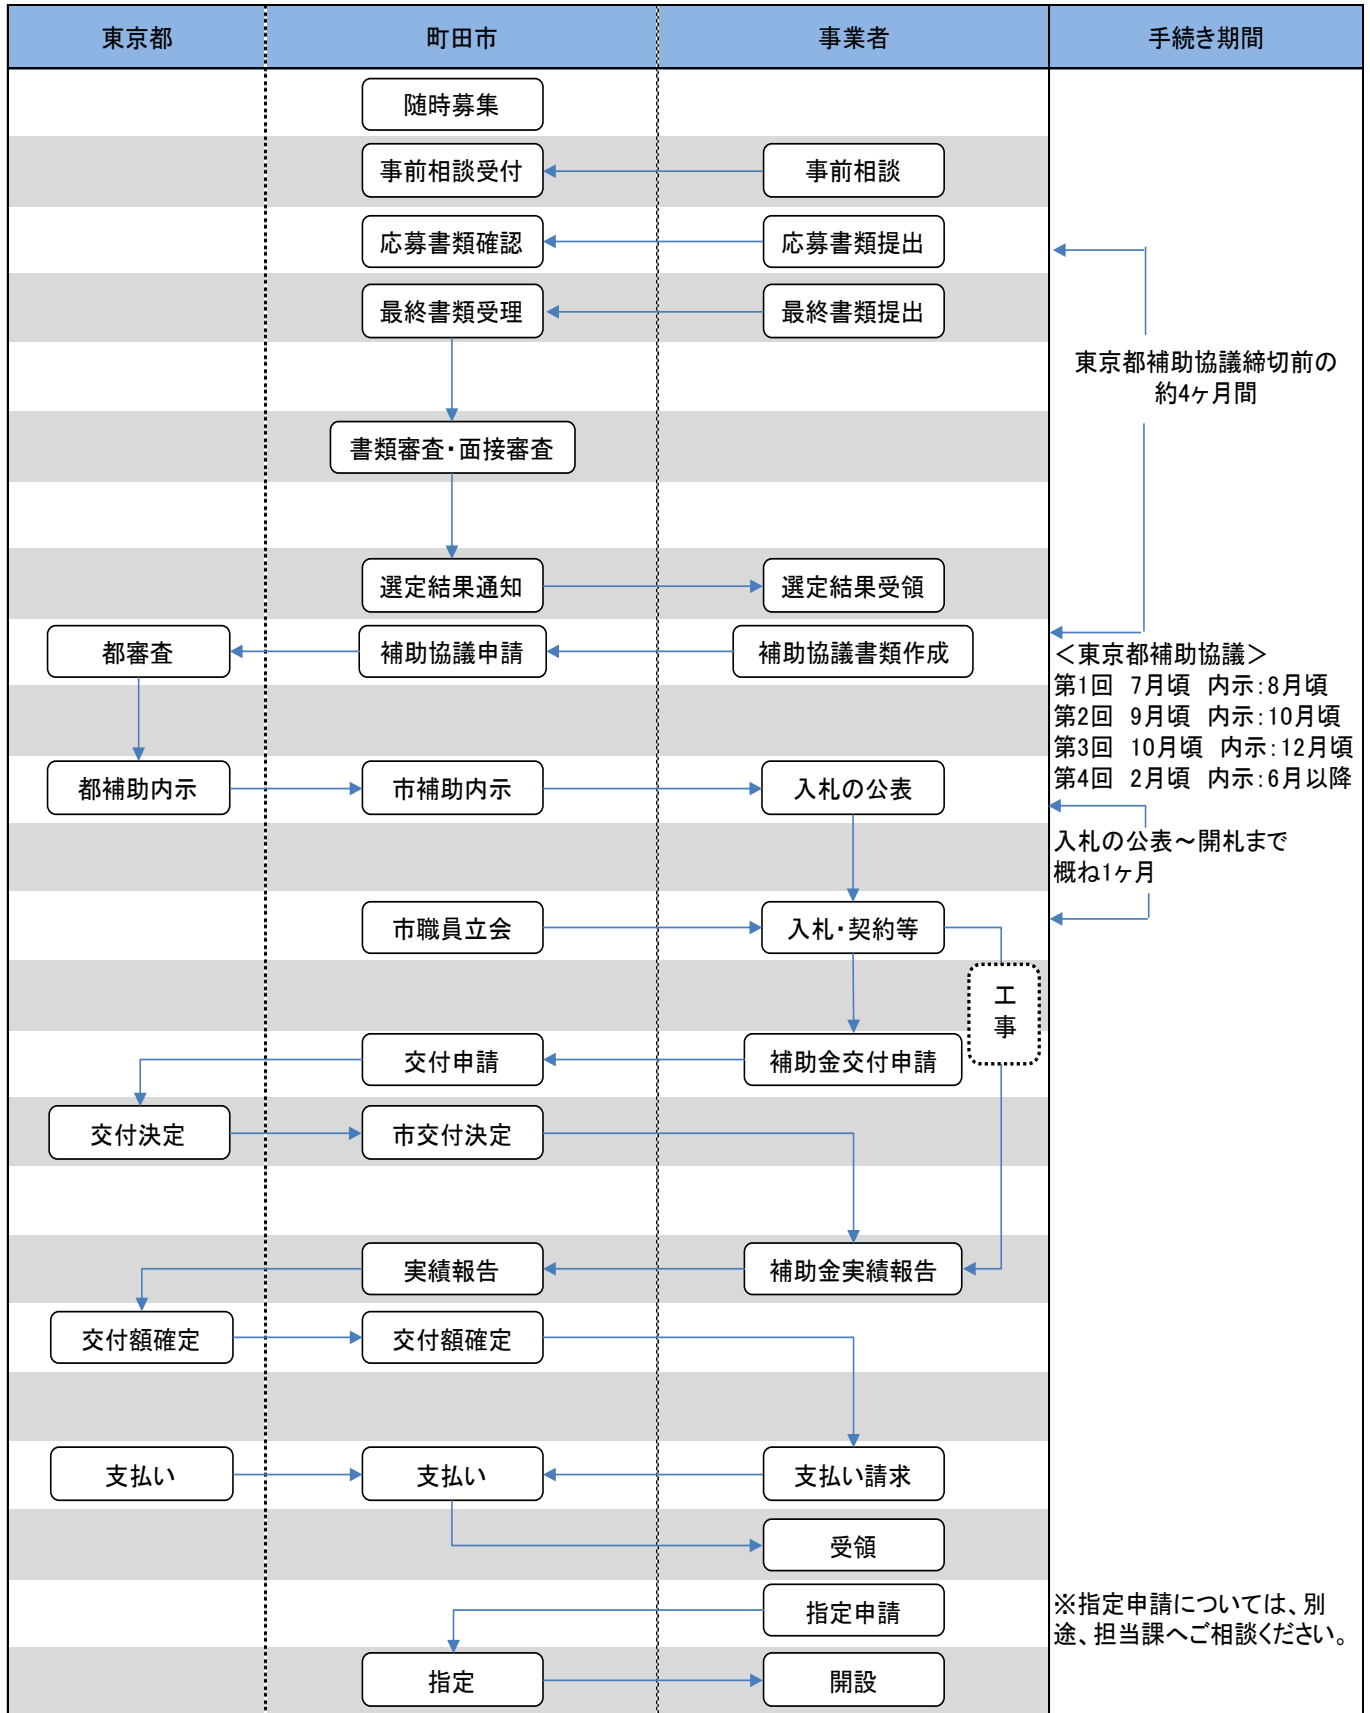 東京都
町田市
事業者
手続き期間
随時募集
事前相談受付
事前相談
応募書類確認
応募書類提出
最終書類受理
最終書類提出
東京都補助協議締切前の
約4ヶ月間
書類審査・面接審査
選定結果通知
選定結果受領
都審査
補助協議申請
補助協議書類作成
＜東京都補助協議＞
第1回　7月頃　内示：8月頃
第2回　9月頃　内示：10月頃
第3回　10月頃　内示：12月頃
第4回　2月頃　内示：6月以降
都補助内示
市補助内示
入札の公表
入札の公表～開札まで
概ね1ヶ月
市職員立会
入札・契約等
工
事
交付申請
補助金交付申請
交付決定
市交付決定
実績報告
補助金実績報告
交付額確定
交付額確定
支払い
支払い
支払い請求
受領
指定申請
※指定申請については、別
途、担当課へご相談ください。
指定
開設